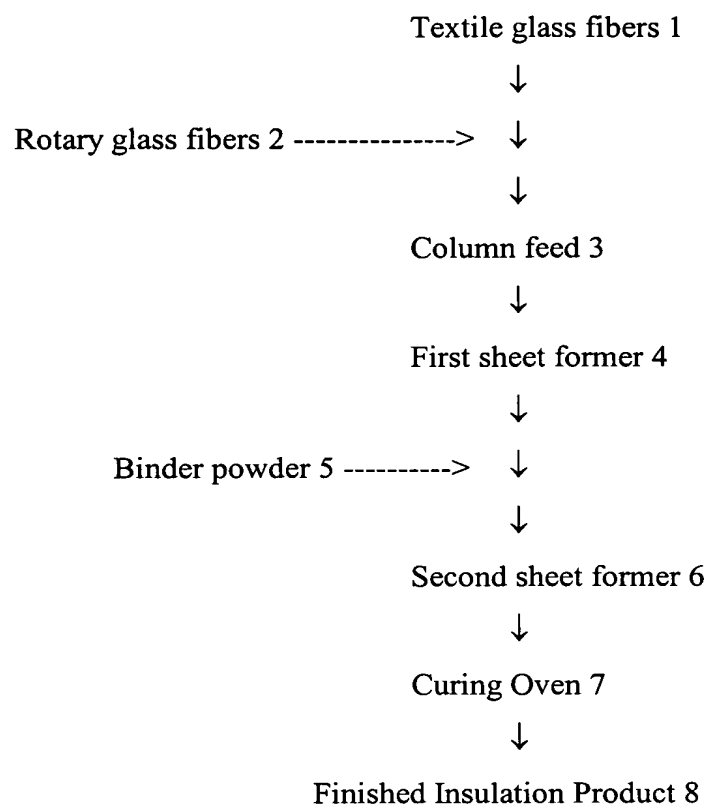 Textile glass fibers 1
↓
Rotary glass fibers 2 ---------------> ↓
↓
Column feed 3
↓
First sheet former 4
↓
Binder powder 5 ----------> ↓
↓
Second sheet former 6
↓
Curing Oven 7
↓
Finished Insulation Product 8